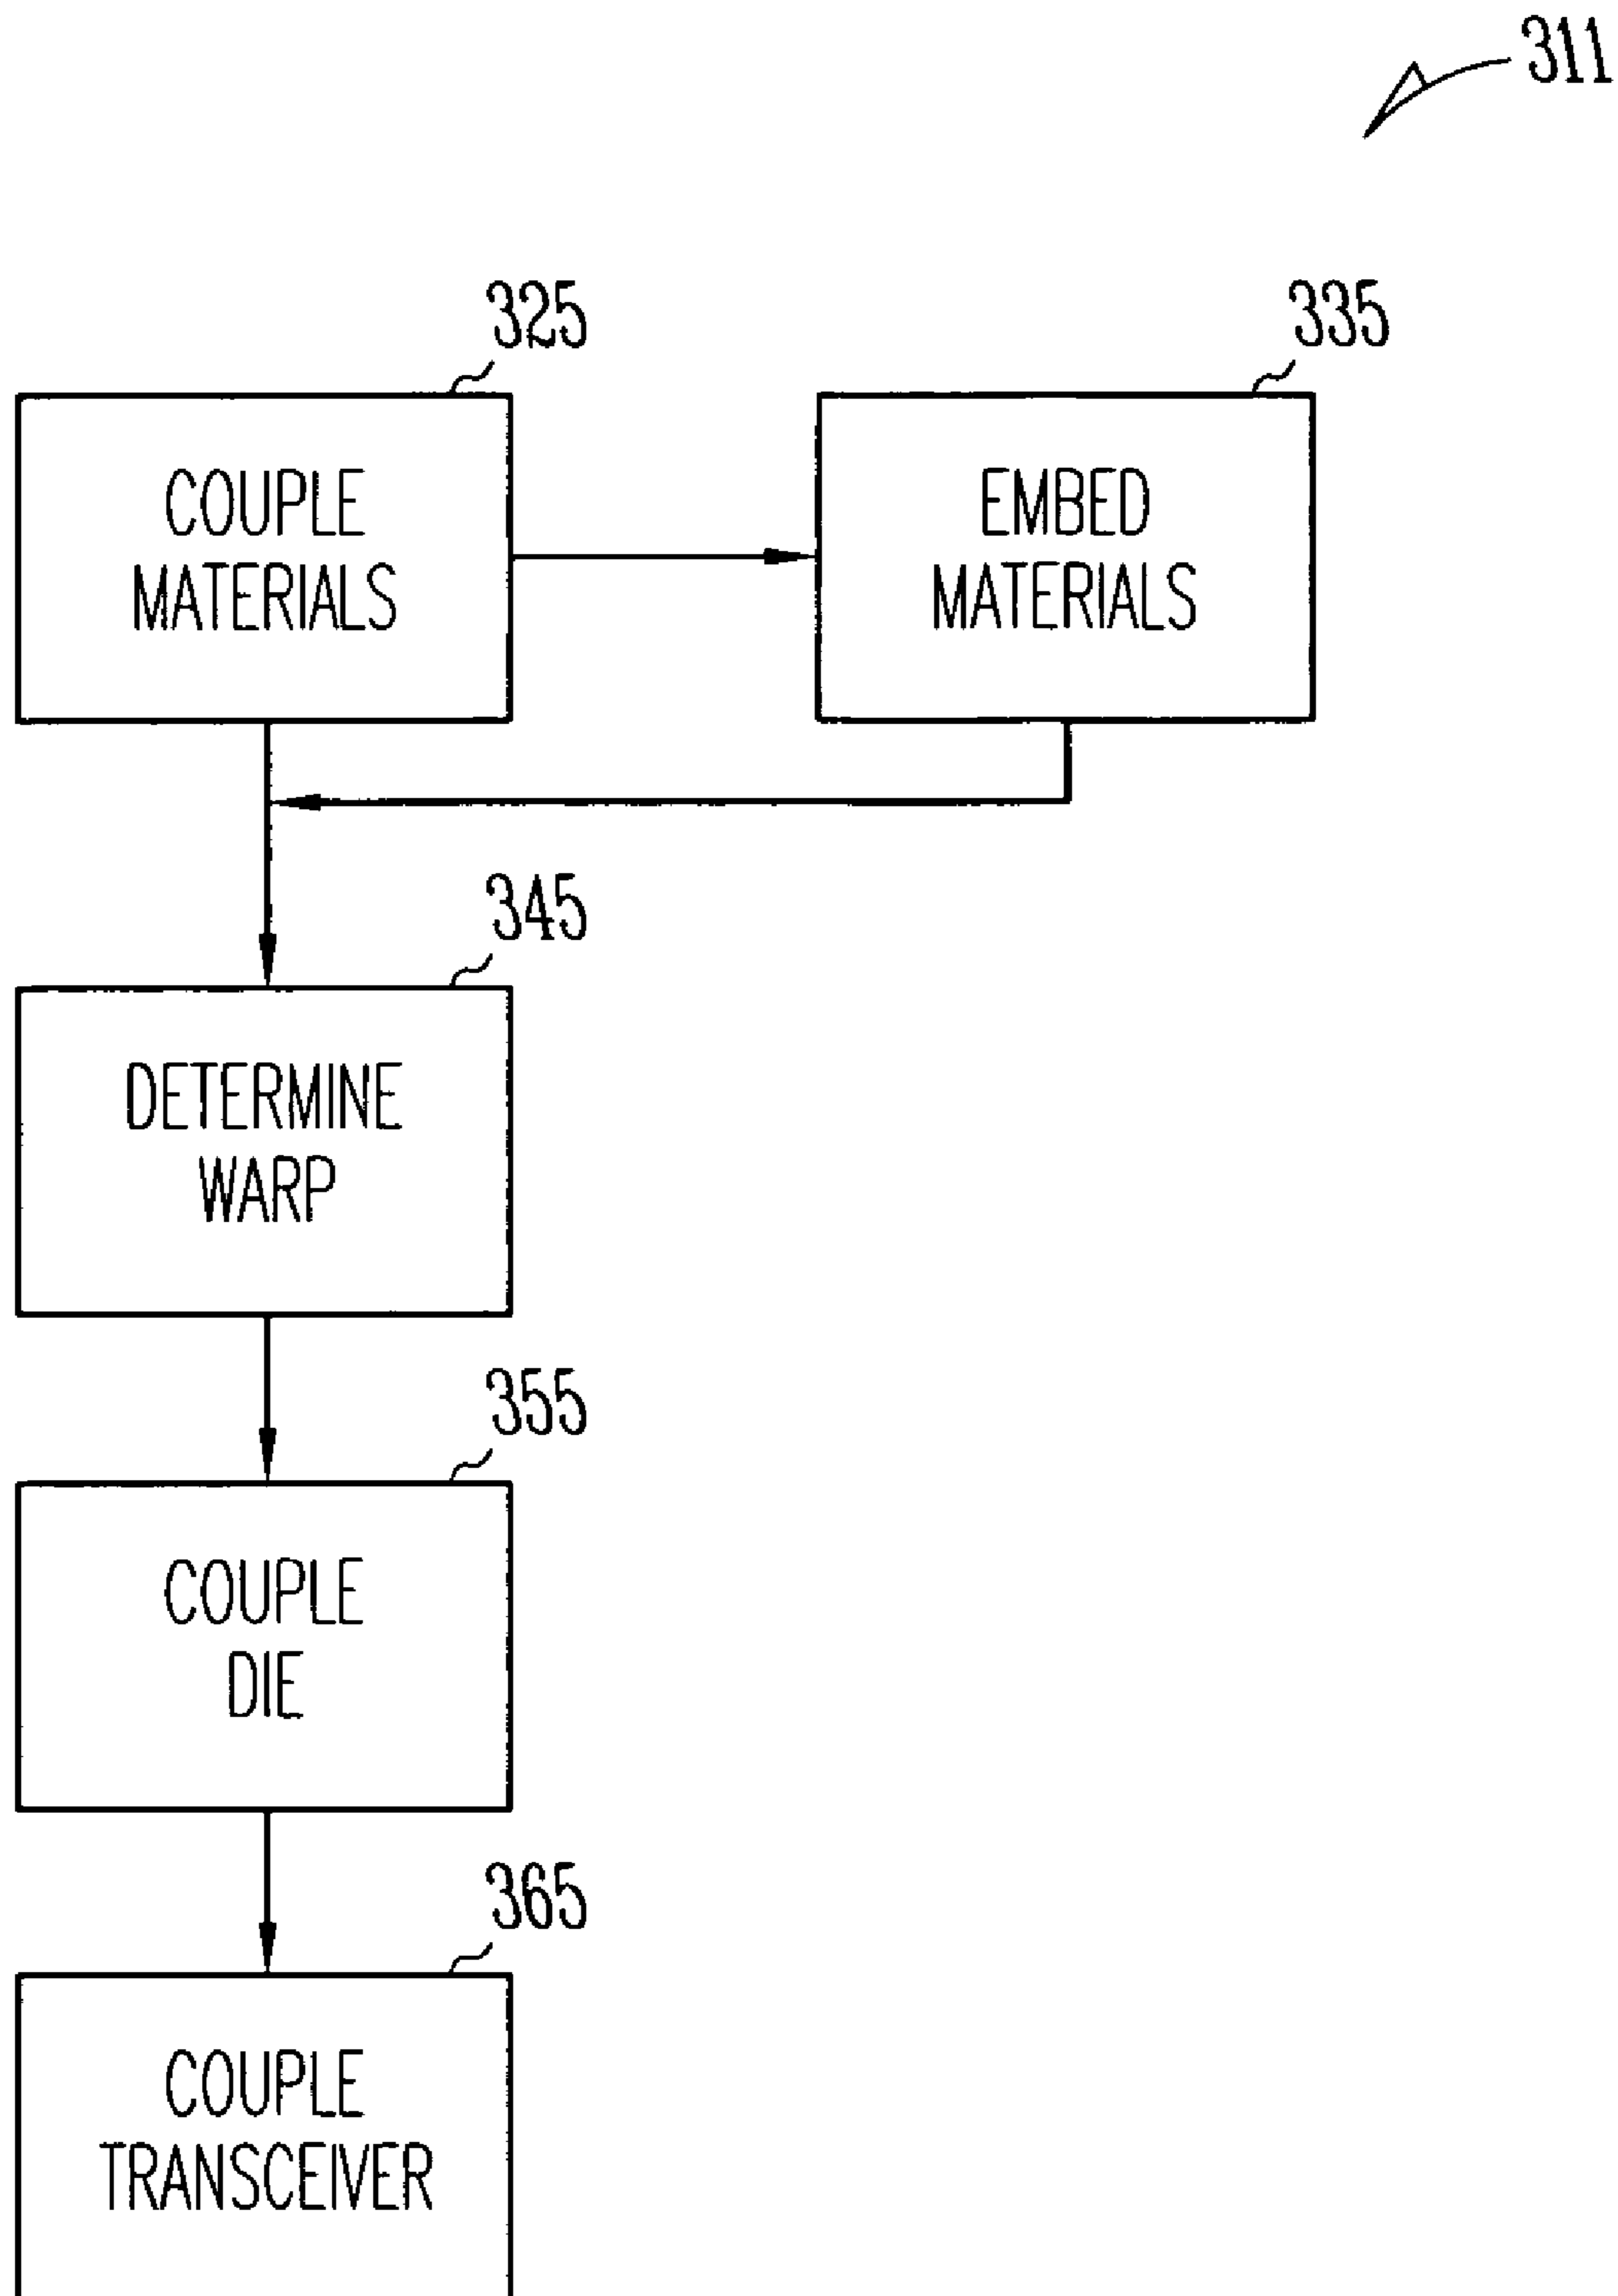 311
325
COUPLE
MATERIALS
335
EMBED
MATERIALS
345
DETERMINE
WARP
355
COUPLE
DIE
365
COUPLE
TRANSCEIVER